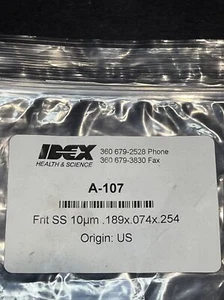 IDEX
HEALTH & SCIENCE
360 679-2528 Phone
360 679-3830 Fax
A-107
Frit SS 10µm .189x.074x.254
Origin: US